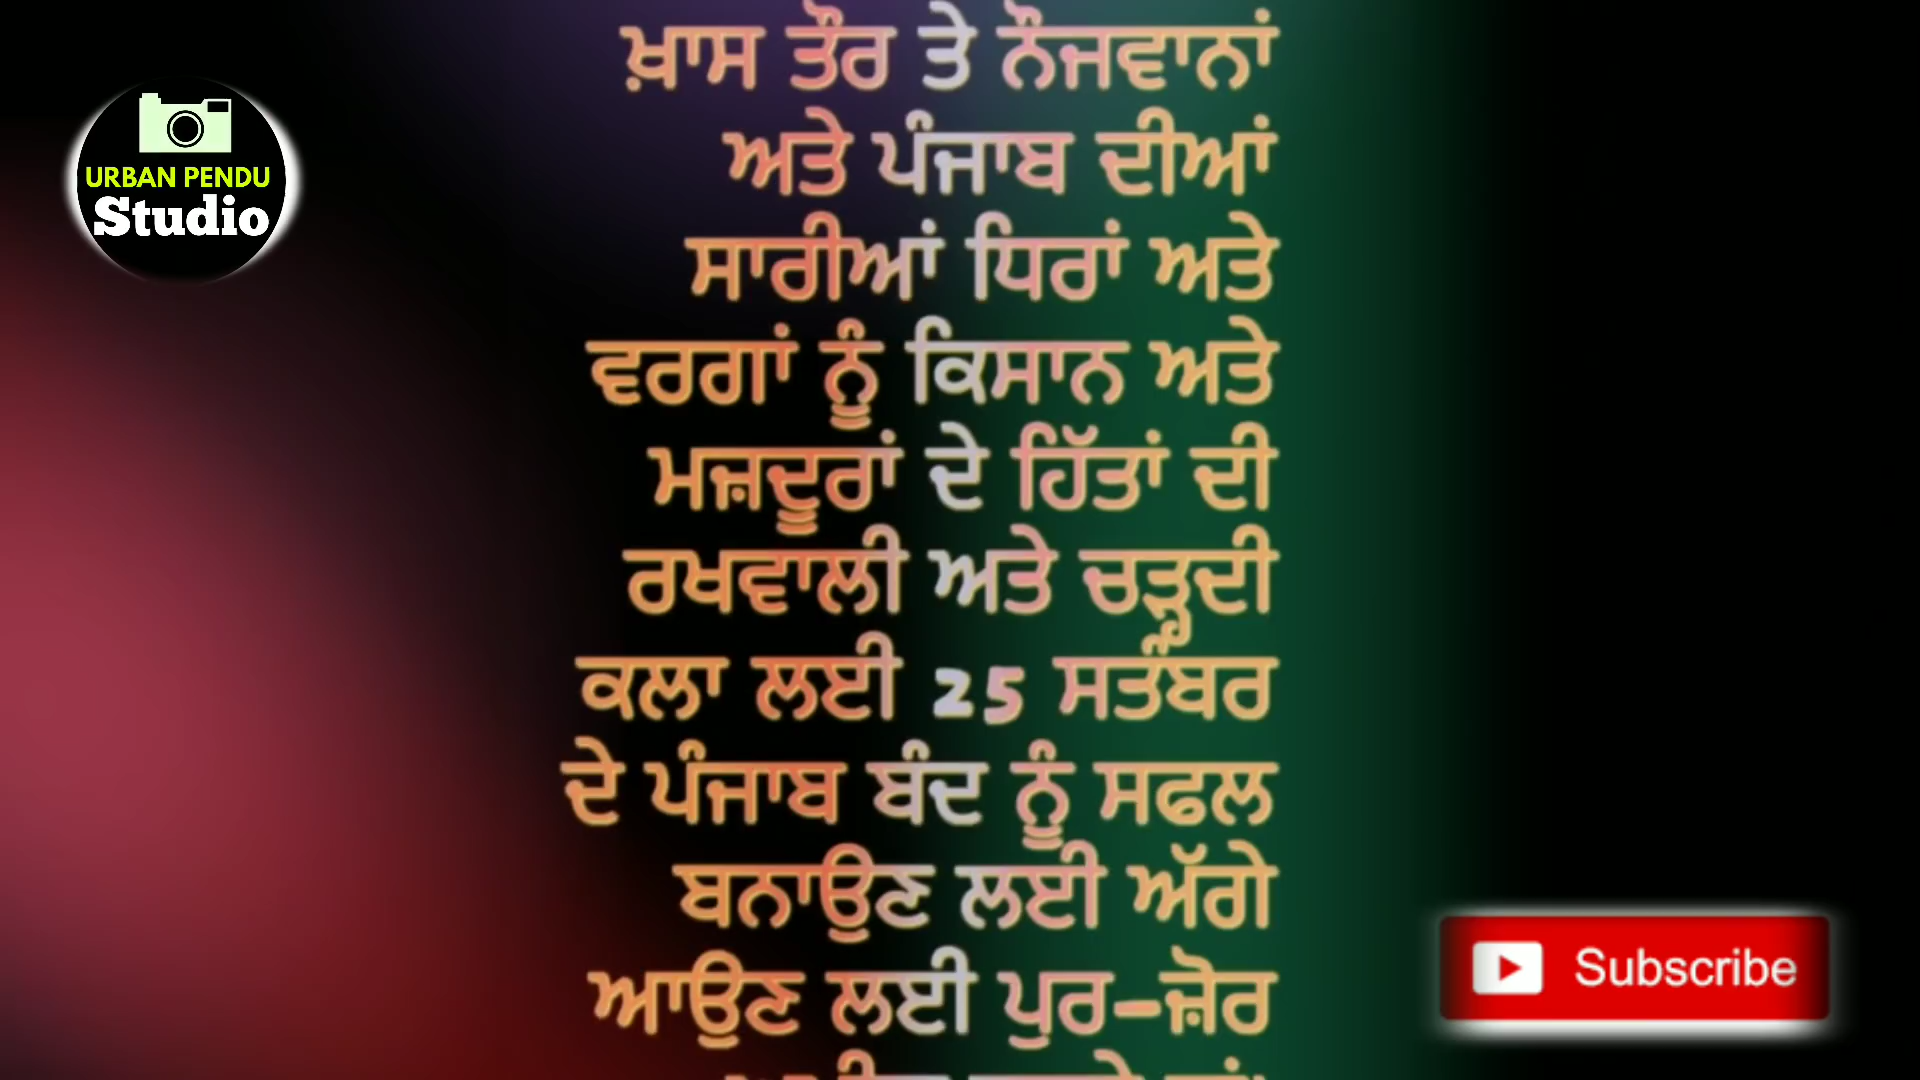 ਖ਼ਾਸ ਤੌਰ ਤੇ ਨੌਜਵਾਨਾਂ
ਅਤੇ ਪੰਜਾਬ ਦੀਆਂ
ਸਾਰੀਆਂ ਧਿਰਾਂ ਅਤੇ
ਵਰਗਾਂ ਨੂੰ ਕਿਸਾਨ ਅਤੇ
ਮਜ਼ਦੂਰਾਂ ਦੇ ਹਿੱਤਾਂ ਦੀ
ਰਖਵਾਲੀ ਅਤੇ ਚੜ੍ਹਦੀ
ਕਲਾ ਲਈ 25 ਸਤੰਬਰ
ਦੇ ਪੰਜਾਬ ਬੰਦ ਨੂੰ ਸਫਲ
ਬਨਾਉਣ ਲਈ ਅੱਗੇ
ਆਉਣ ਲਈ ਪੁਰ-ਜ਼ੋਰ
URBAN PENDU
Studio
Subscribe